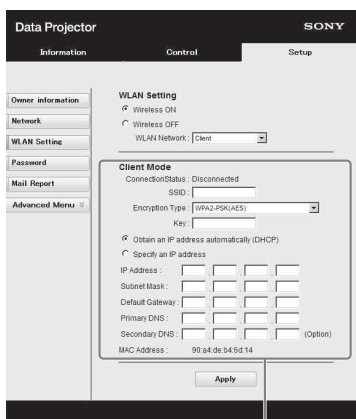 Data Projector
SONY
Information
Control
Setup
Owner information
Network
WLAN Setting
Password
Mail Report
Advanced Menu
WLAN Setting
Wireless ON
Wireless OFF
WLAN Network : Client
Client Mode
ConnectionStatus : Disconnected
SSID :
Encryption Type : WPA2-PSK(AES)
Key :
Obtain an IP address automatically (DHCP)
Specify an IP address
IP Address :
Subnet Mask :
Default Gateway :
Primary DNS :
Secondary DNS : (Option)
MAC Address : 90:a4:de:b4:6d:14
Apply